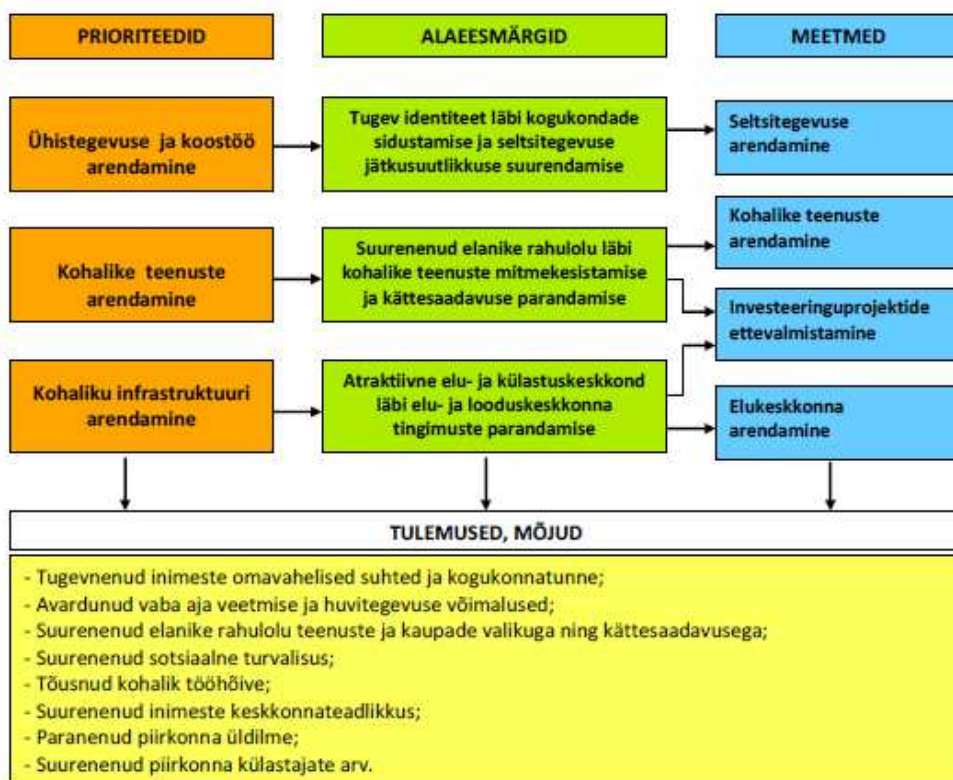 PRIORITEEDID
ALAEESMÄRGID
MEETMED
Ühistegevuse ja koostöö
arendamine
Tugev identiteet läbi kogukondade
sidustamise ja seltsitegevuse
jätkusuutlikkuse suurendamise
Seltsitegevuse
arendamine
Kohalike teenuste
arendamine
Suurenenud elanike rahulolu läbi
kohalike teenuste mitmekesistamise
ja kättesaadavuse parandamise
Kohalike teenuste
arendamine
Investeeringuprojektide
ettevalmistamine
Kohaliku infrastruktuuri
arendamine
Atraktiivne elu- ja külastuskeskkond
läbi elu- ja looduskeskkonna
tingimuste parandamise
Elukeskkonna
arendamine
TULEMUSED, MÕJUD
- Tugevnenud inimeste omavahelised suhted ja kogukonnatunne;
- Avardunud vaba aja veetmise ja huvitegevuse võimalused;
- Suurenenud elanike rahulolu teenuste ja kaupade valikuga ning kättesaadavusega;
- Suurenenud sotsiaalne turvalisus;
- Tõusnud kohalik tööhõive;
- Suurenenud inimeste keskkonnateadlikkus;
- Paranenud piirkonna üldilme;
- Suurenenud piirkonna külastajate arv.